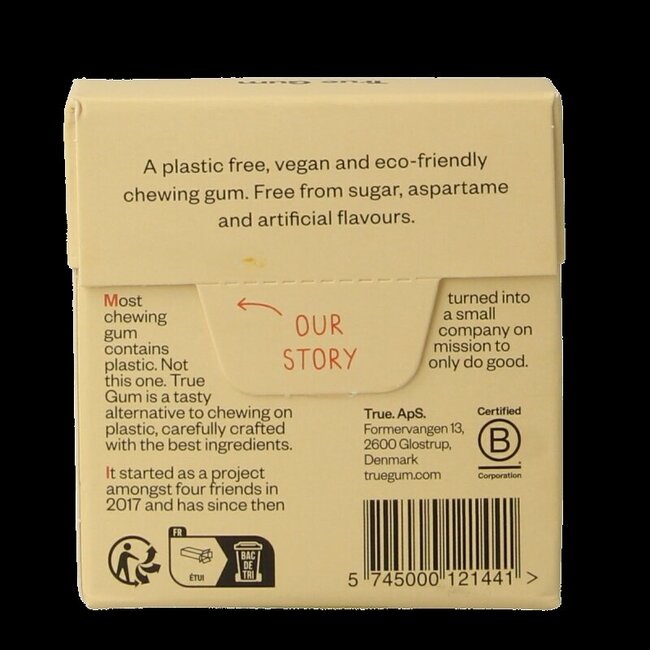 True Gum
A plastic free, vegan and eco-friendly
chewing gum. Free from sugar, aspartame
and artificial flavours.
OUR
STORY
Most
chewing
gum
contains
plastic. Not
this one. True
Gum is a tasty
alternative to chewing on
plastic, carefully crafted
with the best ingredients.
It started as a project
amongst four friends in
2017 and has since then
turned into
a small
company on
mission to
only do good.
True. ApS.
Formervangen 13,
2600 Glostrup,
Denmark
truegum.com
Certified
B
Corporation
FR
ÉTUI
BAC
DE
TRI
5 745000 121441 >